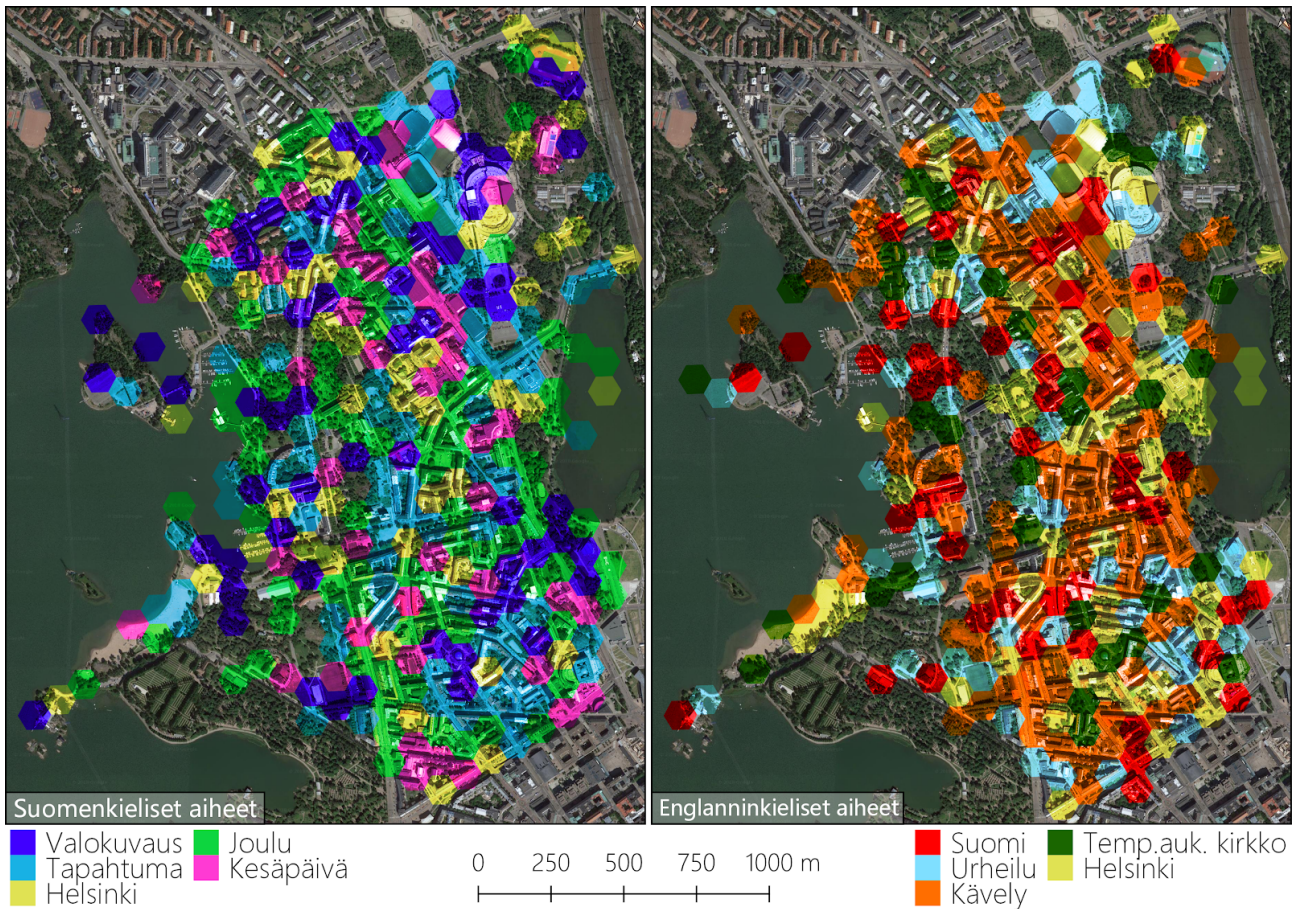 Suomenkieliset aiheet
Englanninkieliset aiheet
Valokuvaus
Tapahtuma
Helsinki
Joulu
Kesäpäivä
0 250 500 750 1000 m
Suomi
Urheilu
Kävely
Temp.auk. kirkko
Helsinki